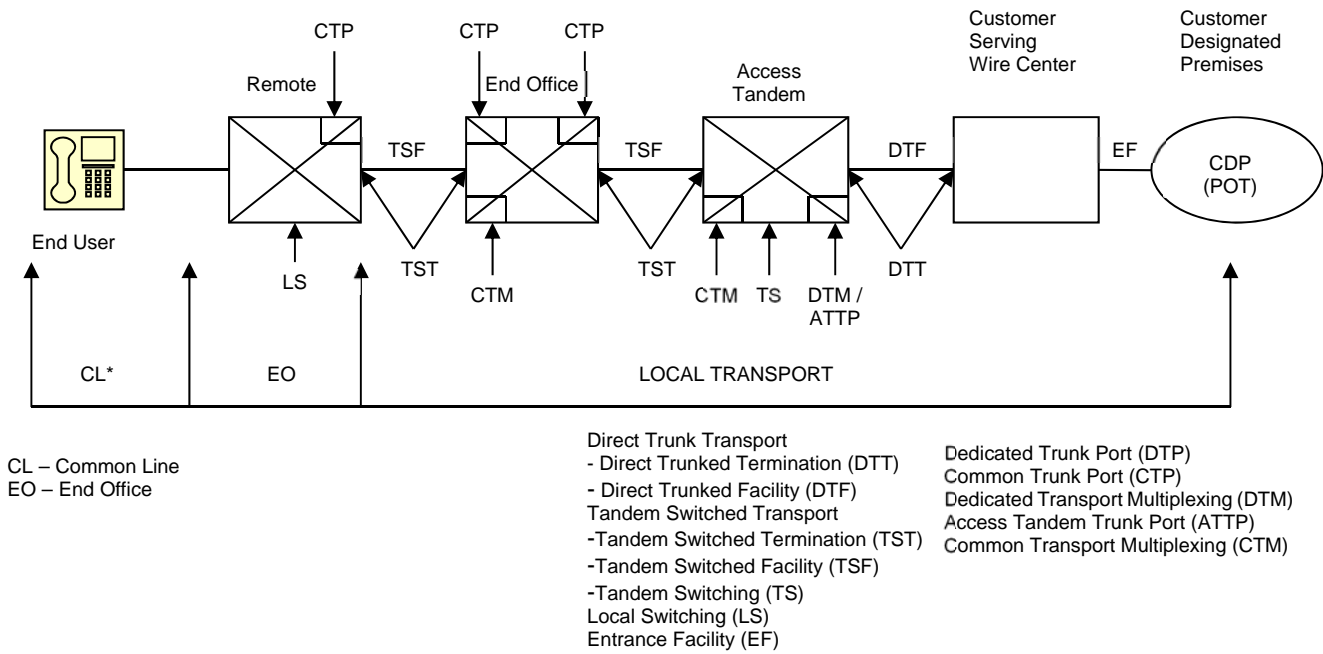 CTP
CTP
CTP
Customer
Serving
Wire Center
Customer
Designated
Premises
Remote
End Office
Access
Tandem
TSF
TSF
DTF
EF
CDP
(POT)
End User
LS
TST
CTM
TST
CTM
TS
DTM /
ATTP
DTT
CL*
EO
LOCAL TRANSPORT
CL – Common Line
EO – End Office
Direct Trunk Transport
- Direct Trunked Termination (DTT)
- Direct Trunked Facility (DTF)
Tandem Switched Transport
-Tandem Switched Termination (TST)
-Tandem Switched Facility (TSF)
-Tandem Switching (TS)
Local Switching (LS)
Entrance Facility (EF)
Dedicated Trunk Port (DTP)
Common Trunk Port (CTP)
Dedicated Transport Multiplexing (DTM)
Access Tandem Trunk Port (ATTP)
Common Transport Multiplexing (CTM)